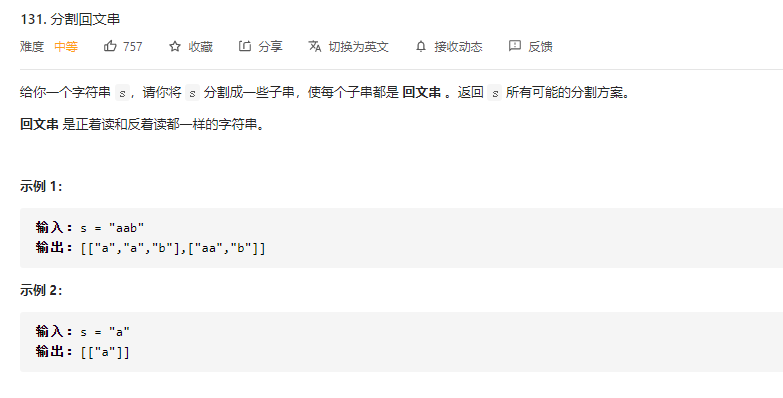 131. 分割回文串
难度 中等 757 收藏 分享 切换为英文 接收动态 反馈
给你一个字符串 s，请你将 s 分割成一些子串，使每个子串都是 回文串 。返回 s 所有可能的分割方案。
回文串 是正着读和反着读都一样的字符串。
示例 1：
输入：s = "aab"
输出：[["a","a","b"],["aa","b"]]
示例 2：
输入：s = "a"
输出：[["a"]]